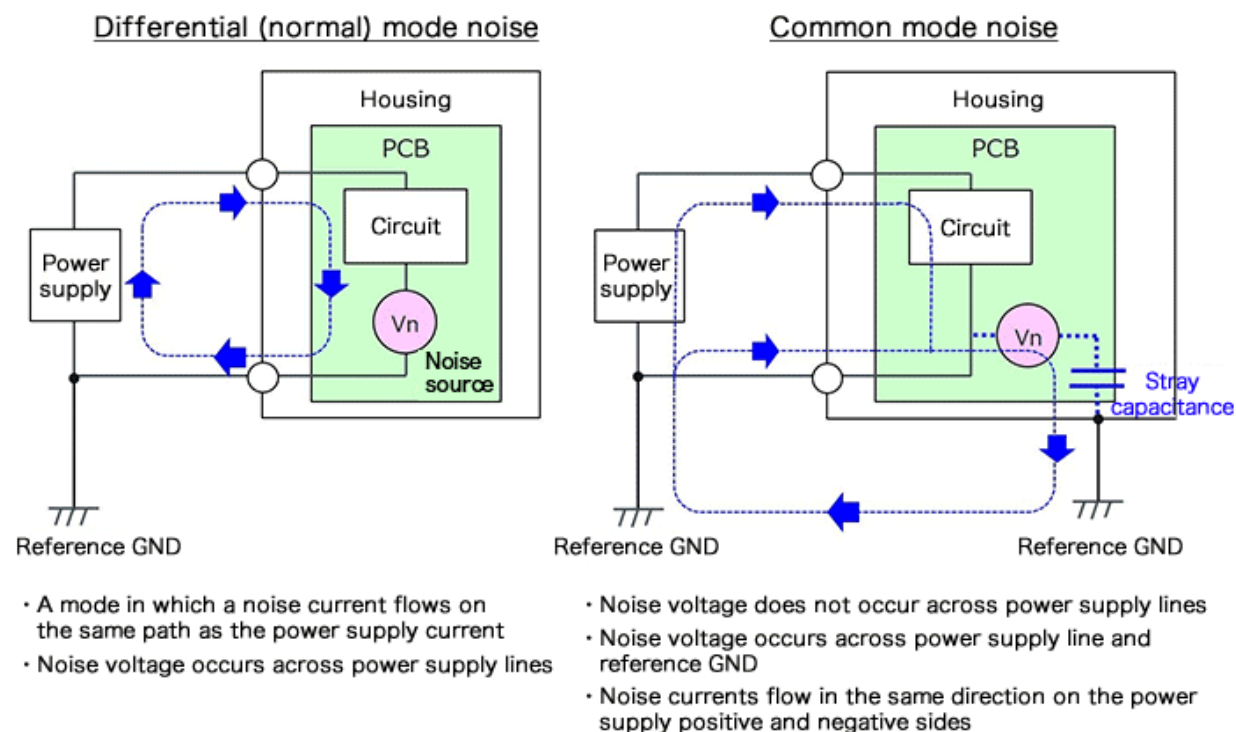 Differential (normal) mode noise
Housing
PCB
Circuit
Power
supply
Vn
Noise
source
Reference GND
・A mode in which a noise current flows on
the same path as the power supply current
・Noise voltage occurs across power supply lines
Common mode noise
Housing
PCB
Circuit
Power
supply
Vn
Stray
capacitance
Reference GND
Reference GND
・Noise voltage does not occur across power supply lines
・Noise voltage occurs across power supply line and
reference GND
・Noise currents flow in the same direction on the power
supply positive and negative sides